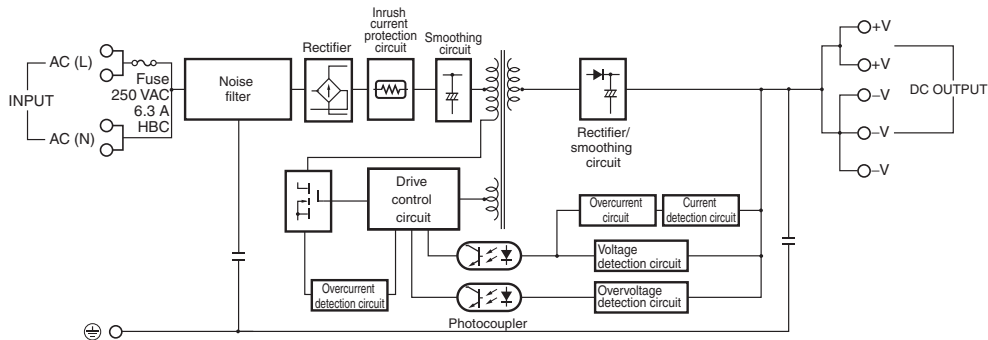 INPUT
AC (L)
AC (N)
Fuse
250 VAC
6.3 A
HBC
Noise
filter
Rectifier
Inrush
current
protection
circuit
Smoothing
circuit
Rectifier/
smoothing
circuit
+V
+V
–V
–V
–V
DC OUTPUT
Drive
control
circuit
Overcurrent
circuit
Current
detection circuit
Voltage
detection circuit
Overcurrent
detection circuit
Overvoltage
detection circuit
Photocoupler